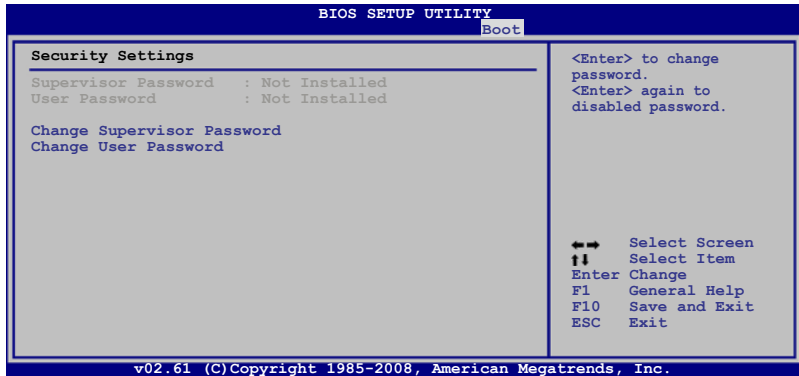 BIOS SETUP UTILITY
Boot
Security Settings
Supervisor Password : Not Installed
User Password : Not Installed
Change Supervisor Password
Change User Password
<Enter> to change
password.
<Enter> again to
disabled password.
←→ Select Screen
↑↓ Select Item
Enter Change
F1 General Help
F10 Save and Exit
ESC Exit
v02.61 (C)Copyright 1985-2008, American Megatrends, Inc.